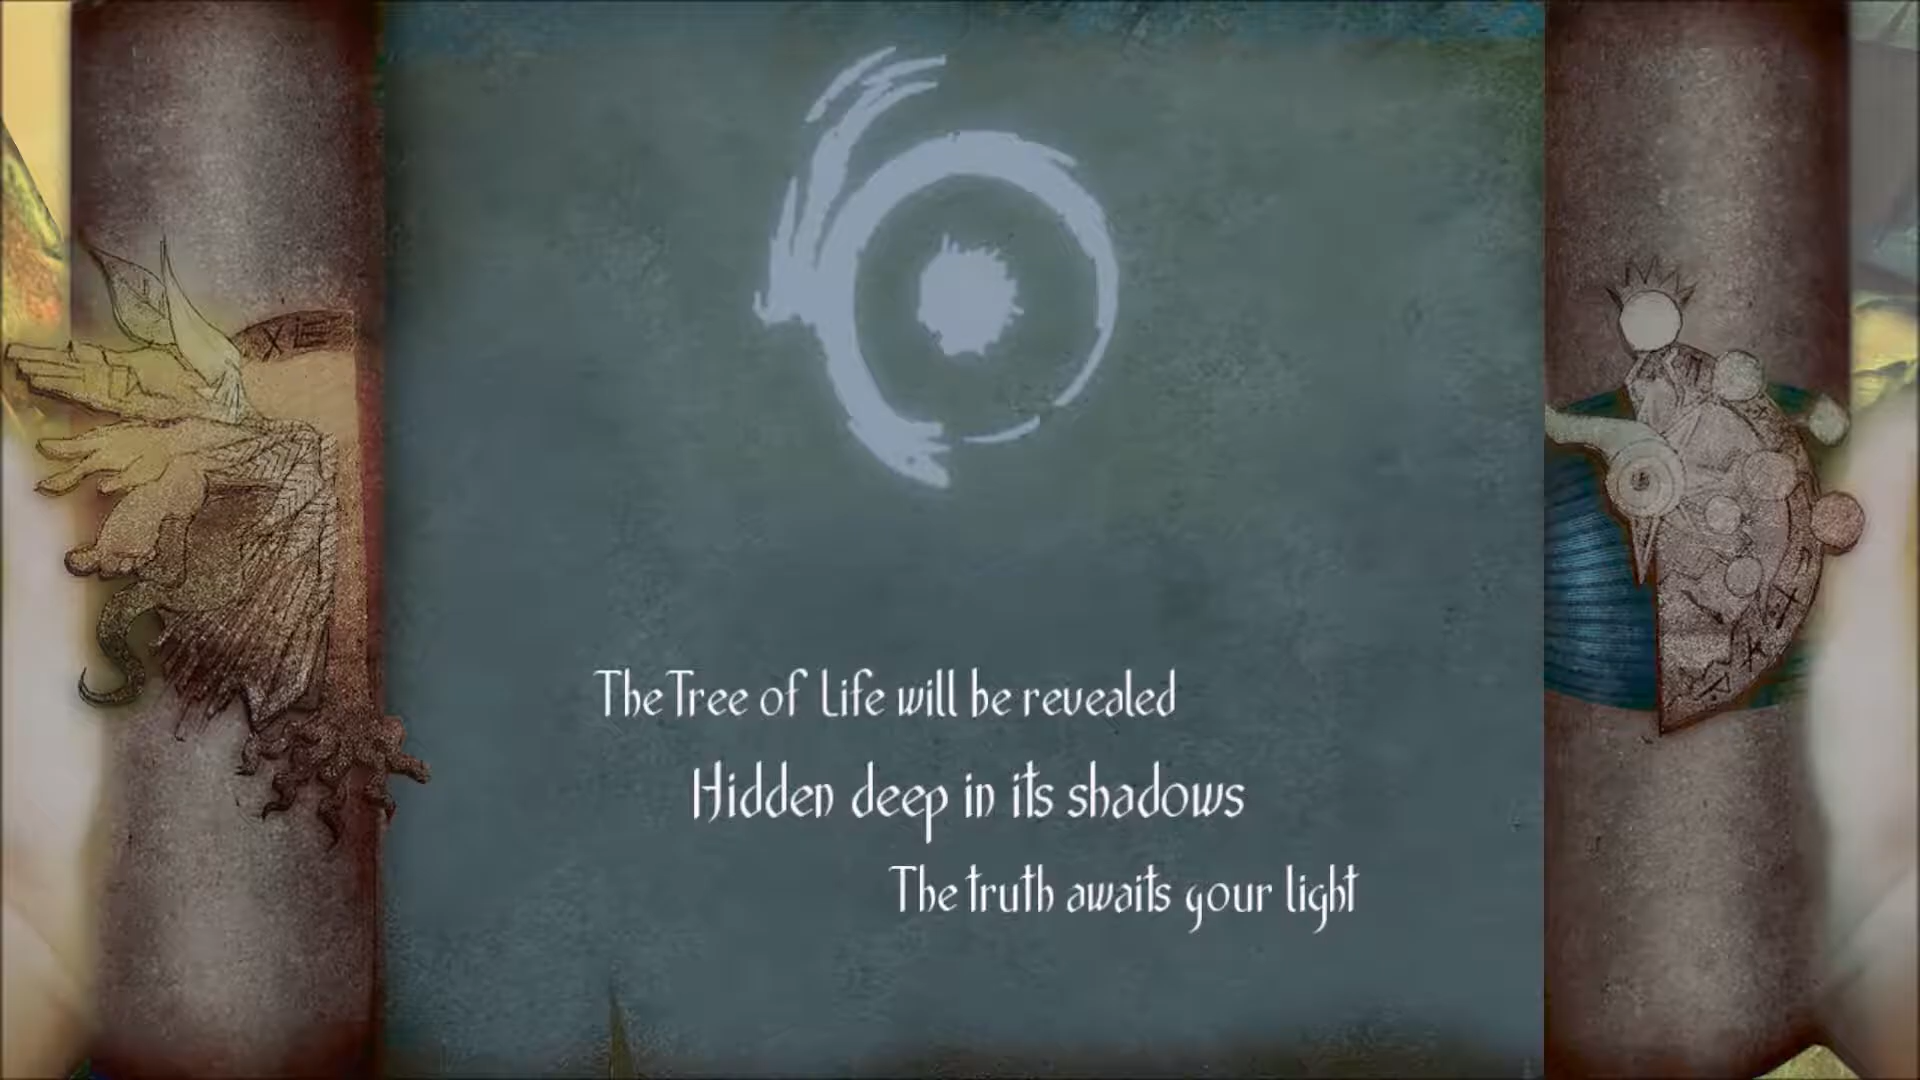 The Tree of Life will be revealed
Hidden deep in its shadows
The truth awaits your light